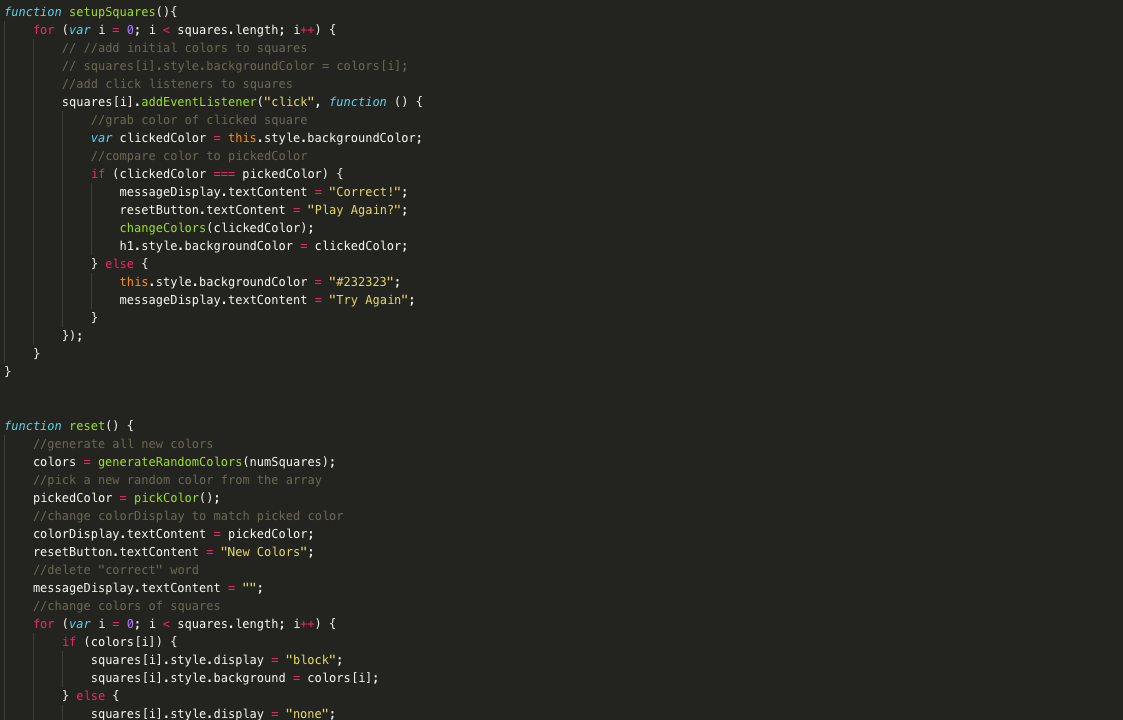 function setupSquares(){
    for (var i = 0; i < squares.length; i++) {
        // //add initial colors to squares
        // squares[i].style.backgroundColor = colors[i];
        //add click listeners to squares
        squares[i].addEventListener("click", function () {
            //grab color of clicked square
            var clickedColor = this.style.backgroundColor;
            //compare color to pickedColor
            if (clickedColor === pickedColor) {
                messageDisplay.textContent = "Correct!";
                resetButton.textContent = "Play Again?";
                changeColors(clickedColor);
                h1.style.backgroundColor = clickedColor;
            } else {
                this.style.backgroundColor = "#232323";
                messageDisplay.textContent = "Try Again";
            }
        });
    }
}
function reset() {
    //generate all new colors
    colors = generateRandomColors(numSquares);
    //pick a new random color from the array
    pickedColor = pickColor();
    //change colorDisplay to match picked color
    colorDisplay.textContent = pickedColor;
    resetButton.textContent = "New Colors";
    //delete "correct" word
    messageDisplay.textContent = "";
    //change colors of squares
    for (var i = 0; i < squares.length; i++) {
        if (colors[i]) {
            squares[i].style.display = "block";
            squares[i].style.background = colors[i];
        } else {
            squares[i].style.display = "none";